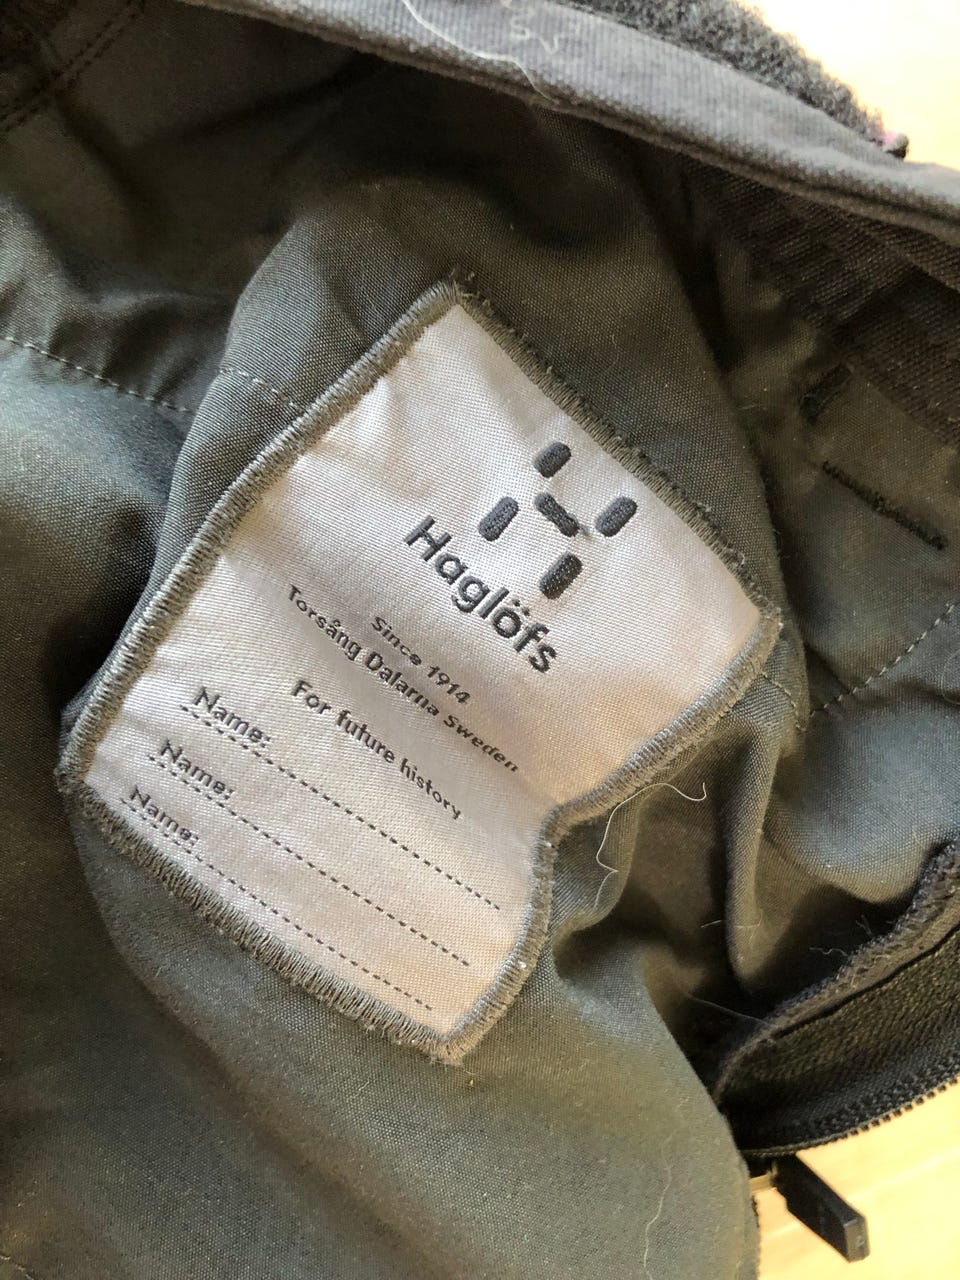 Haglöfs
Since 1914
Torsång Dalarna Sweden
For future history
Name:
Name:
Name: